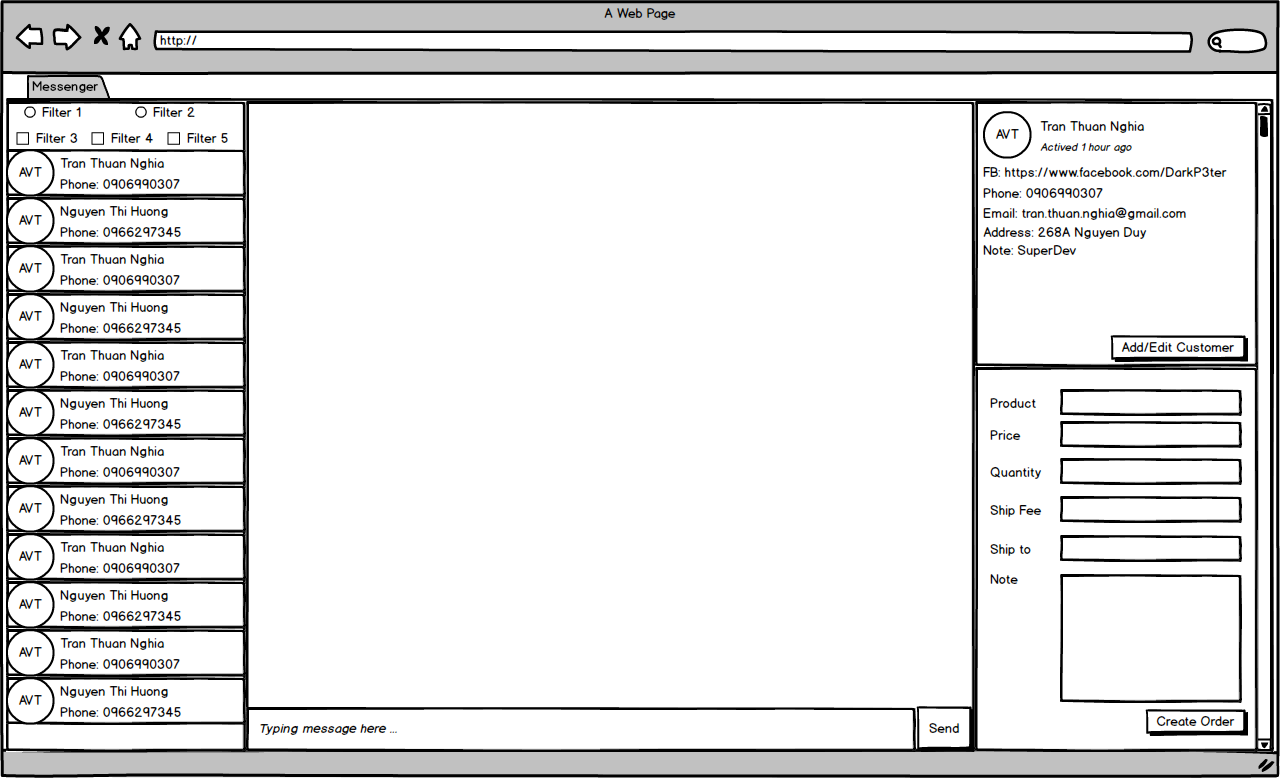 A Web Page
http://
Messenger
Filter 1 Filter 2
Filter 3 Filter 4 Filter 5
AVT Tran Thuan Nghia
Phone: 0906990307
AVT Nguyen Thi Huong
Phone: 0966297345
AVT Tran Thuan Nghia
Phone: 0906990307
AVT Nguyen Thi Huong
Phone: 0966297345
AVT Tran Thuan Nghia
Phone: 0906990307
AVT Nguyen Thi Huong
Phone: 0966297345
AVT Tran Thuan Nghia
Phone: 0906990307
AVT Nguyen Thi Huong
Phone: 0966297345
AVT Tran Thuan Nghia
Phone: 0906990307
AVT Nguyen Thi Huong
Phone: 0966297345
AVT Tran Thuan Nghia
Phone: 0906990307
AVT Nguyen Thi Huong
Phone: 0966297345
Typing message here ...
Send
AVT Tran Thuan Nghia
Actived 1 hour ago
FB: https://www.facebook.com/DarkP3ter
Phone: 0906990307
Email: tran.thuan.nghia@gmail.com
Address: 268A Nguyen Duy
Note: SuperDev
Add/Edit Customer
Product
Price
Quantity
Ship Fee
Ship to
Note
Create Order